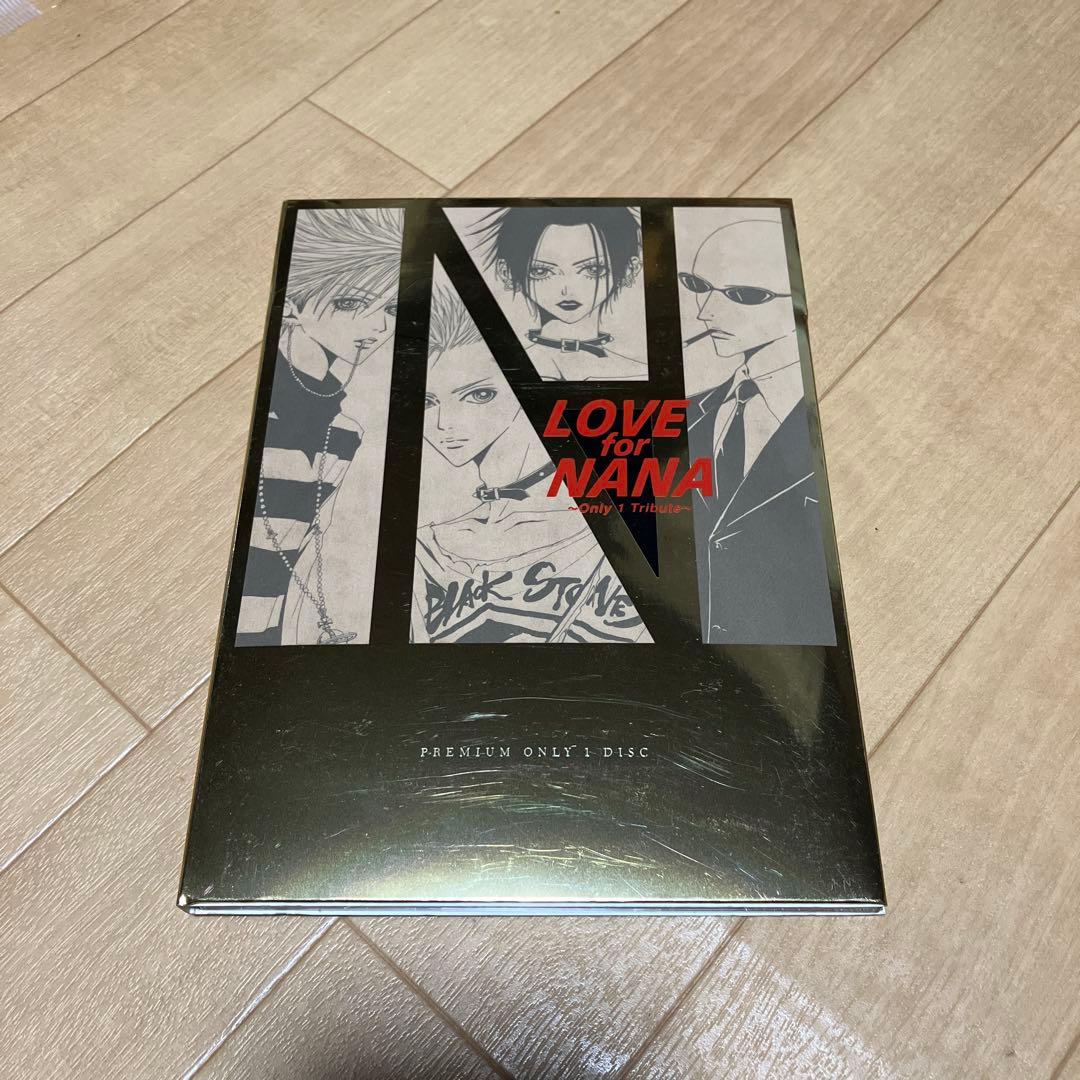 LOVE
for
NANA
~Only 1 Tribute~
BLACK STONES
PREMIUM ONLY 1 DISC